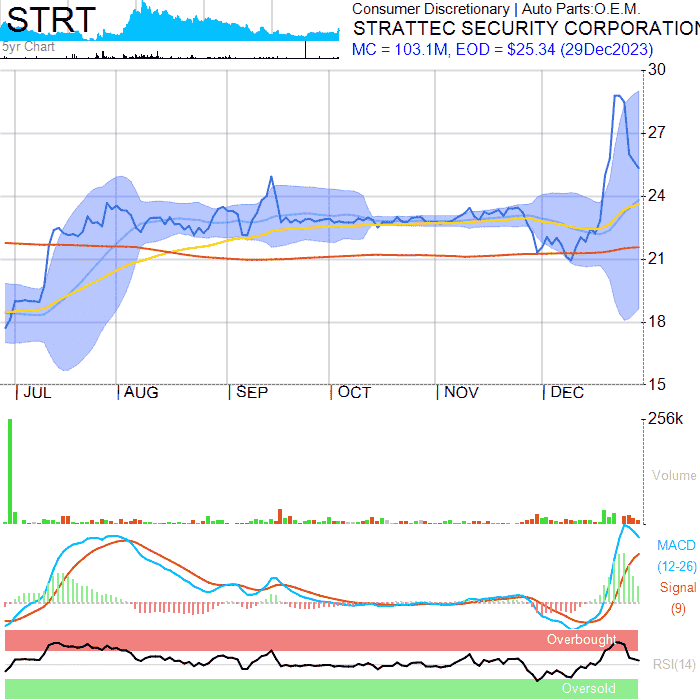 STRT
5yr Chart
Consumer Discretionary | Auto Parts:O.E.M.
STRATTEC SECURITY CORPORATION
MC = 103.1M, EOD = $25.34 (29Dec2023)
30
27
24
21
18
15
JUL AUG SEP OCT NOV DEC
256k
Volume
MACD
(12-26)
Signal
(9)
Overbought
RSI(14)
Oversold